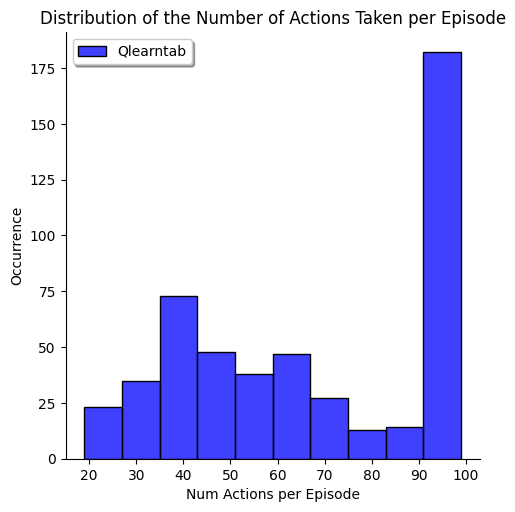 Distribution of the Number of Actions Taken per Episode
Qlearntab
175
150
125
100
75
50
25
0
Occurrence
20 30 40 50 60 70 80 90 100
Num Actions per Episode